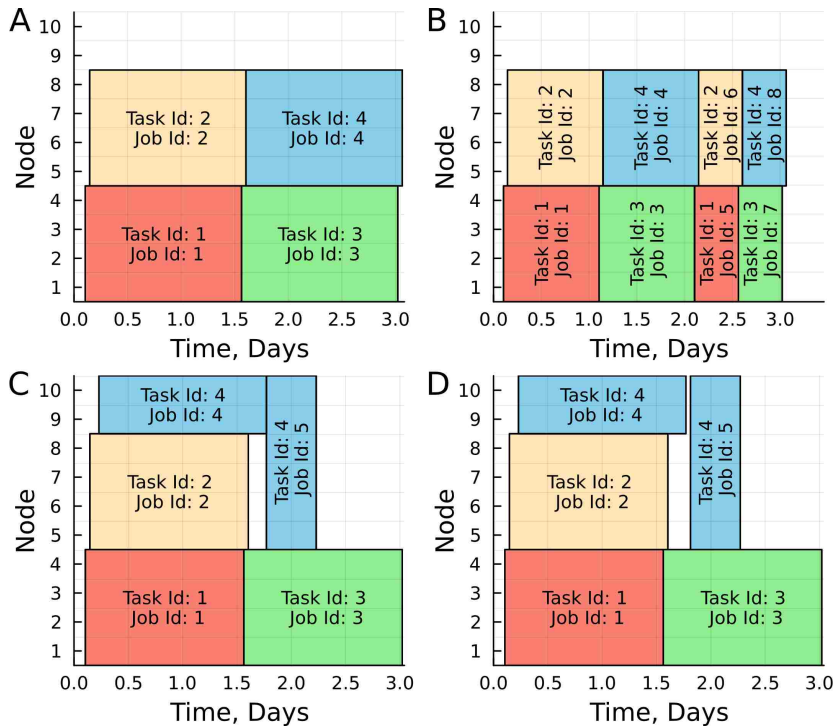 A
10
9
8
7
6
5
4
3
2
1
Node
Task Id: 2
Job Id: 2
Task Id: 4
Job Id: 4
Task Id: 1
Job Id: 1
Task Id: 3
Job Id: 3
0.0 0.5 1.0 1.5 2.0 2.5 3.0
Time, Days
B
10
9
8
7
6
5
4
3
2
1
Node
Task Id: 2
Job Id: 2
Task Id: 4
Job Id: 4
Task Id: 2
Job Id: 6
Task Id: 4
Job Id: 8
Task Id: 1
Job Id: 1
Task Id: 3
Job Id: 3
Task Id: 1
Job Id: 5
Task Id: 3
Job Id: 7
0.0 0.5 1.0 1.5 2.0 2.5 3.0
Time, Days
C
10
9
8
7
6
5
4
3
2
1
Node
Task Id: 4
Job Id: 4
Task Id: 4
Job Id: 5
Task Id: 2
Job Id: 2
Task Id: 1
Job Id: 1
Task Id: 3
Job Id: 3
0.0 0.5 1.0 1.5 2.0 2.5 3.0
Time, Days
D
10
9
8
7
6
5
4
3
2
1
Node
Task Id: 4
Job Id: 4
Task Id: 4
Job Id: 5
Task Id: 2
Job Id: 2
Task Id: 1
Job Id: 1
Task Id: 3
Job Id: 3
0.0 0.5 1.0 1.5 2.0 2.5 3.0
Time, Days